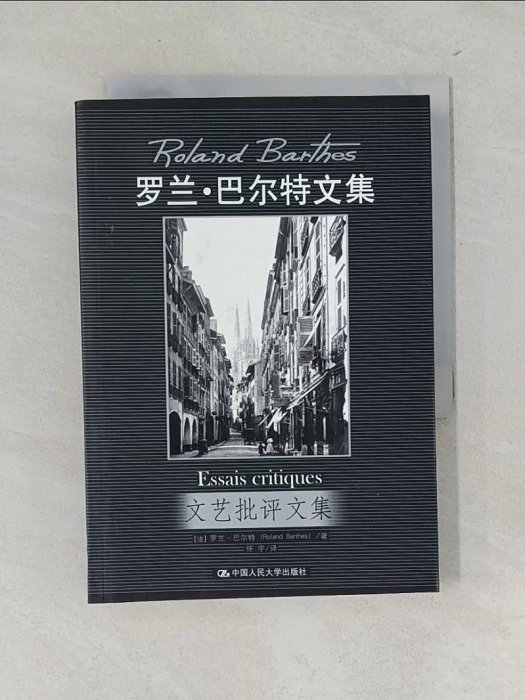 Roland Barthes
罗兰·巴尔特文集
Essais critiques
文艺批评文集
[法] 罗兰·巴尔特 (Roland Barthes) /著
怀 宇/译
中国人民大学出版社